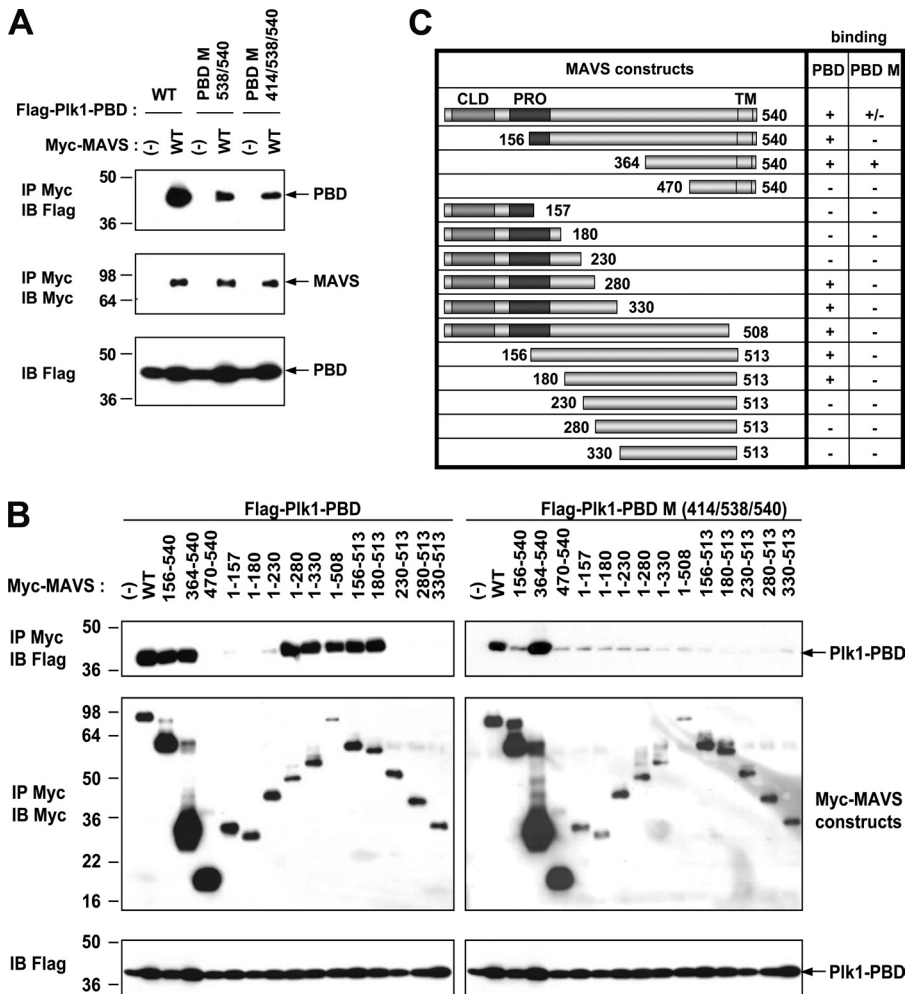 A
Flag-Plk1-PBD :
WT
PBD M
538/540
PBD M
414/538/540
Myc-MAVS :
(-)
WT
(-)
WT
(-)
WT
IP Myc
IB Flag
50
36
PBD
IP Myc
IB Myc
98
64
MAVS
IB Flag
50
36
PBD
C
binding
MAVS constructs
PBD
PBD M
CLD
PRO
TM
540
+
+/-
156
540
+
-
364
540
+
+
470
540
-
-
157
-
-
180
-
-
230
-
-
280
+
-
330
+
-
508
+
-
156
513
+
-
180
513
+
-
230
513
-
-
280
513
-
-
330
513
-
-
B
Flag-Plk1-PBD
Flag-Plk1-PBD M (414/538/540)
Myc-MAVS :
(-)
WT
156-540
364-540
470-540
1-157
1-180
1-230
1-280
1-330
1-508
156-513
180-513
230-513
280-513
330-513
(-)
WT
156-540
364-540
470-540
1-157
1-180
1-230
1-280
1-330
1-508
156-513
180-513
230-513
280-513
330-513
IP Myc
IB Flag
50
36
Plk1-PBD
IP Myc
IB Myc
98
64
50
36
22
16
Myc-MAVS
constructs
IB Flag
50
36
Plk1-PBD